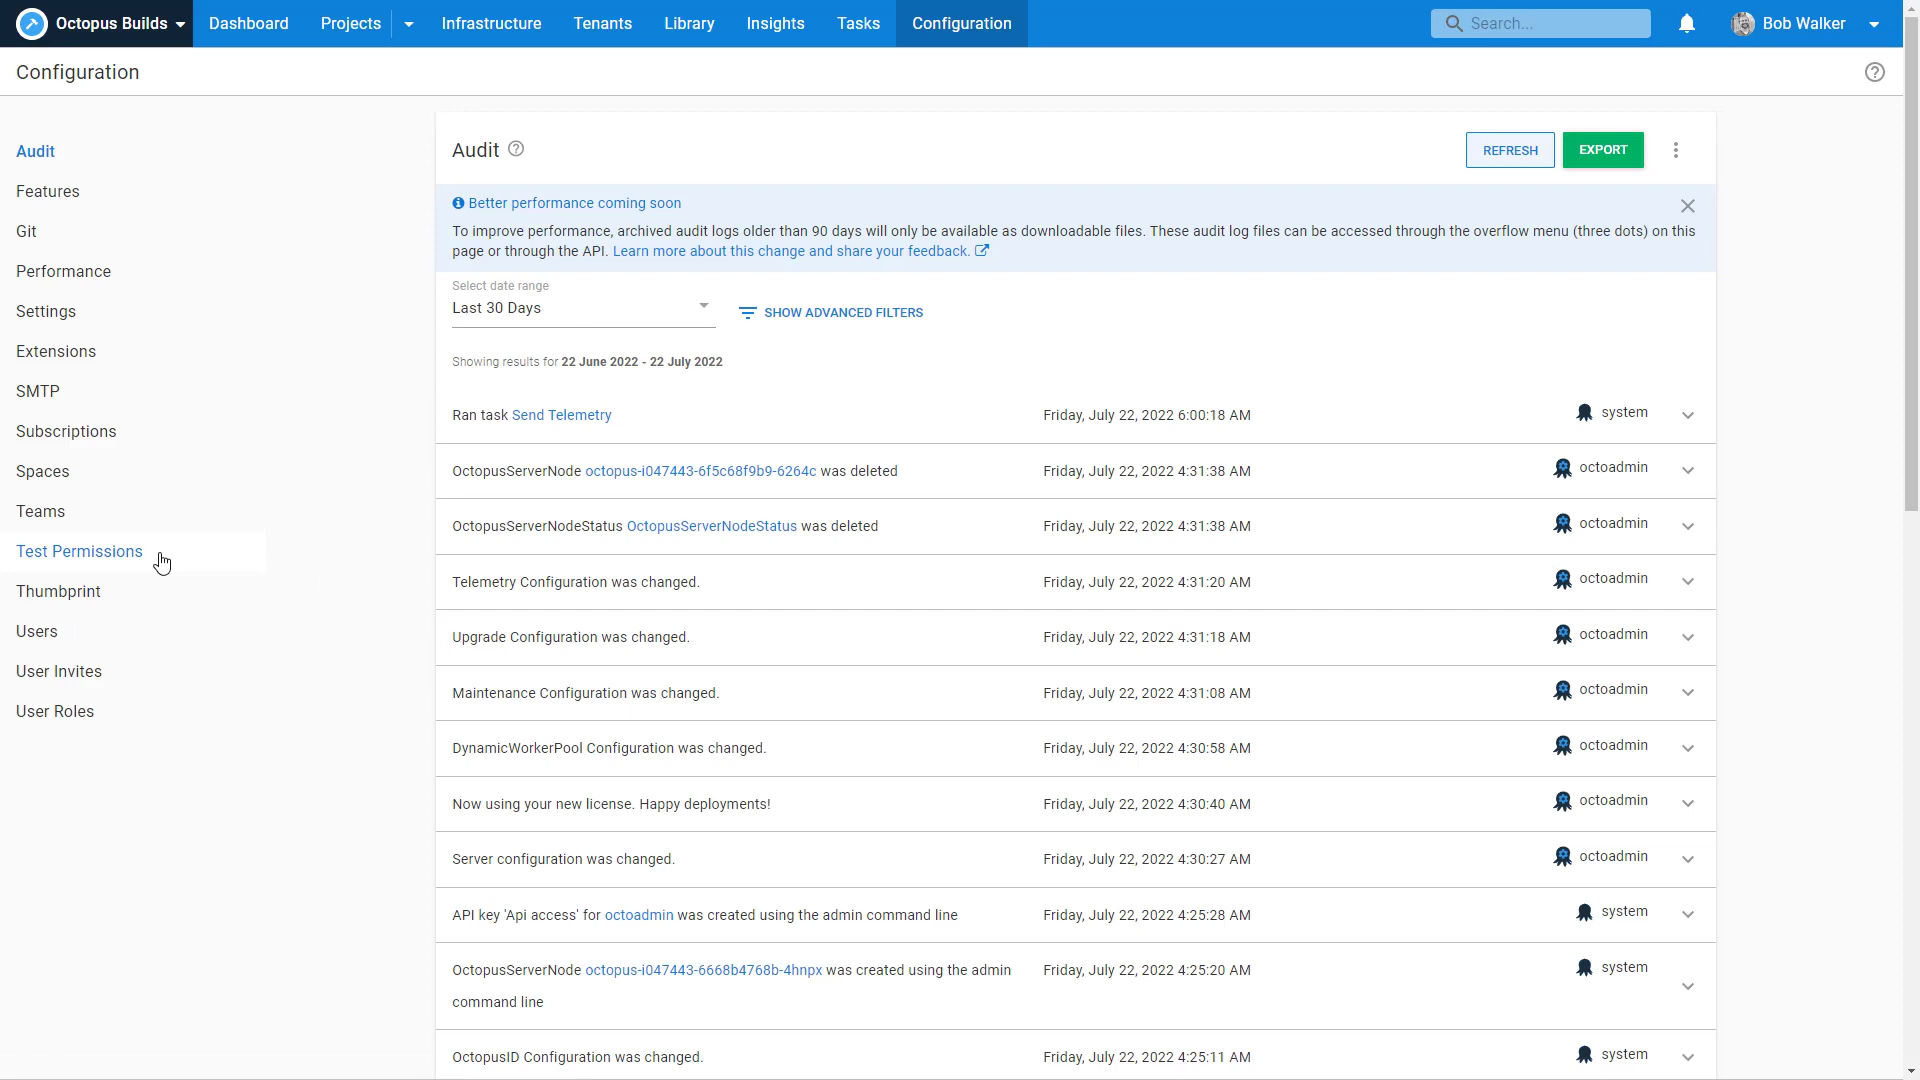 Octopus Builds
Dashboard
Projects
Infrastructure
Tenants
Library
Insights
Tasks
Configuration
Search...
Bob Walker
Configuration
Audit
Features
Git
Performance
Settings
Extensions
SMTP
Subscriptions
Spaces
Teams
Test Permissions
Thumbprint
Users
User Invites
User Roles
Audit
REFRESH
EXPORT
Better performance coming soon
To improve performance, archived audit logs older than 90 days will only be available as downloadable files. These audit log files can be accessed through the overflow menu (three dots) on this
page or through the API. Learn more about this change and share your feedback.
Select date range
Last 30 Days
SHOW ADVANCED FILTERS
Showing results for 22 June 2022 - 22 July 2022
Ran task Send Telemetry Friday, July 22, 2022 6:00:18 AM system
OctopusServerNode octopus-i047443-6f5c68f9b9-6264c was deleted Friday, July 22, 2022 4:31:38 AM octoadmin
OctopusServerNodeStatus OctopusServerNodeStatus was deleted Friday, July 22, 2022 4:31:38 AM octoadmin
Telemetry Configuration was changed. Friday, July 22, 2022 4:31:20 AM octoadmin
Upgrade Configuration was changed. Friday, July 22, 2022 4:31:18 AM octoadmin
Maintenance Configuration was changed. Friday, July 22, 2022 4:31:08 AM octoadmin
DynamicWorkerPool Configuration was changed. Friday, July 22, 2022 4:30:58 AM octoadmin
Now using your new license. Happy deployments! Friday, July 22, 2022 4:30:40 AM octoadmin
Server configuration was changed. Friday, July 22, 2022 4:30:27 AM octoadmin
API key 'Api access' for octoadmin was created using the admin command line Friday, July 22, 2022 4:25:28 AM system
OctopusServerNode octopus-i047443-6668b4768b-4hnpx was created using the admin Friday, July 22, 2022 4:25:20 AM system
command line
OctopusID Configuration was changed. Friday, July 22, 2022 4:25:11 AM system